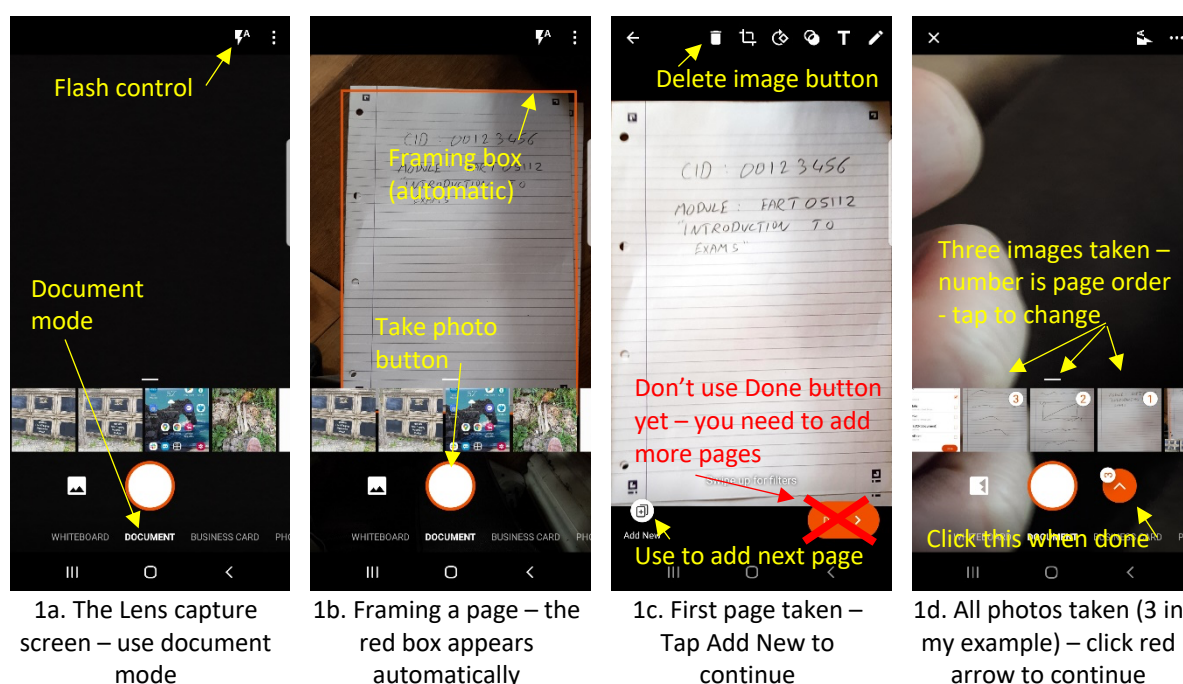 Flash control
Document
mode
WHITEBOARD DOCUMENT BUSINESS CARD
1a. The Lens capture
screen – use document
mode
CID : 00123456
Framing box
(automatic)
Take photo
button
WHITEBOARD DOCUMENT BUSINESS CARD
1b. Framing a page – the
red box appears
automatically
Delete image button
T
CID : 00123456
MODULE : EART 05112
"INTRODUCTION TO
EXAMS"
Don't use Done button
yet – you need to add
more pages
Swipe up for filters
Add New
Use to add next page
1c. First page taken –
Tap Add New to
continue
Three images taken –
number is page order
- tap to change
3 2 1
3
Click this when done
1d. All photos taken (3 in
my example) – click red
arrow to continue